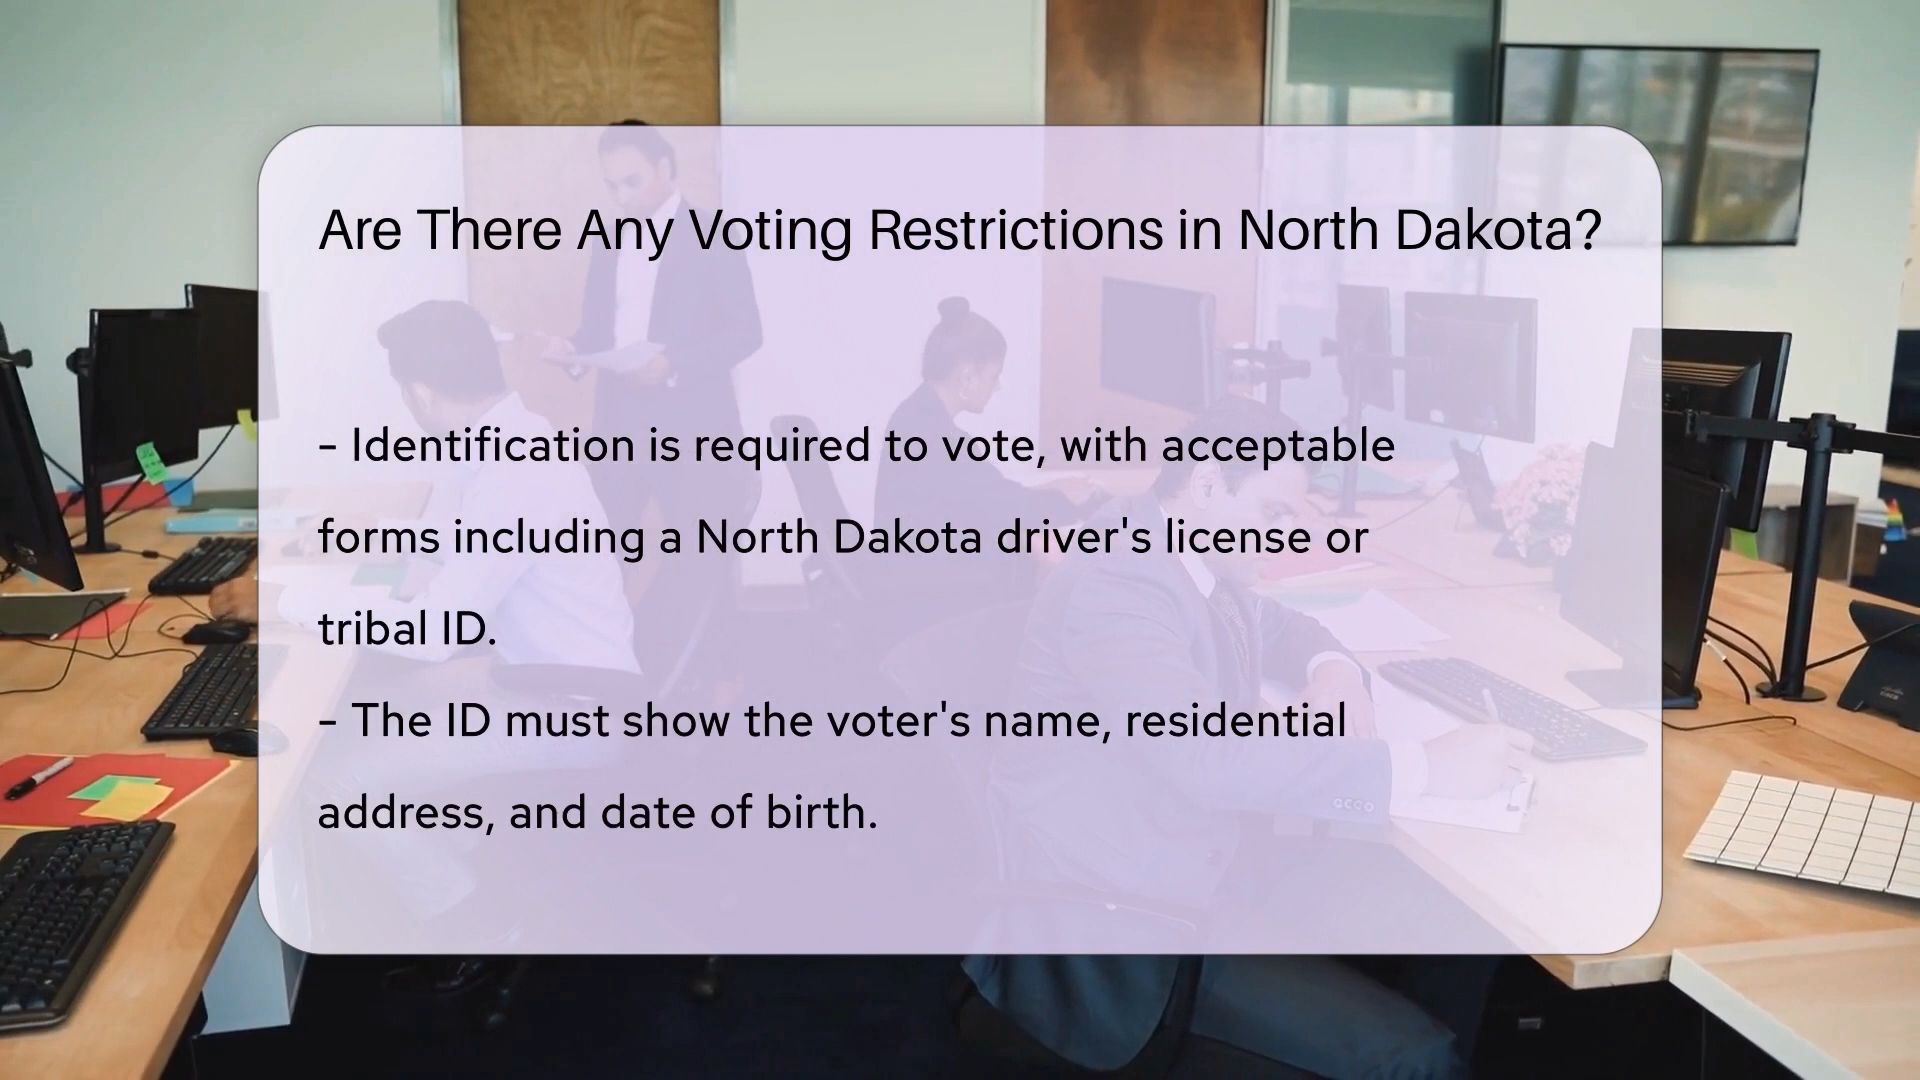 Are There Any Voting Restrictions in North Dakota?
- Identification is required to vote, with acceptable
forms including a North Dakota driver's license or
tribal ID.
- The ID must show the voter's name, residential
address, and date of birth.